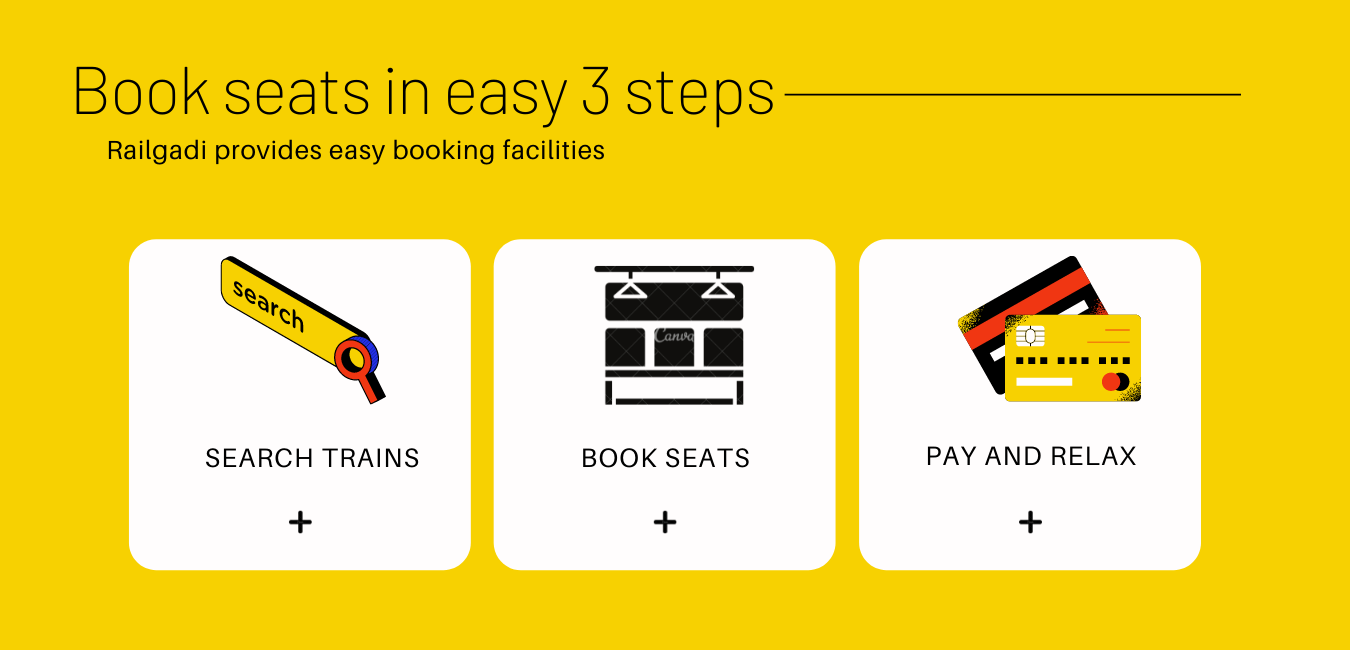 Book seats in easy 3 steps
Railgadi provides easy booking facilities
search
Canva
SEARCH TRAINS
BOOK SEATS
PAY AND RELAX
+
+
+